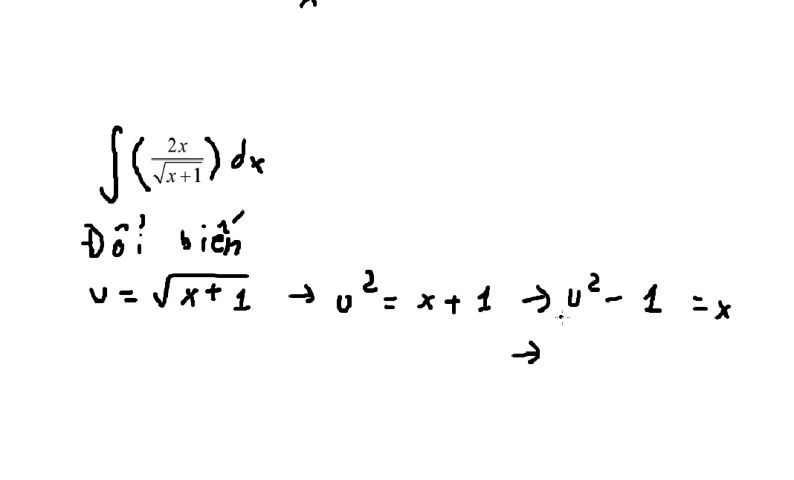 ∫(2x/√(x+1))dx
Đổi biến
u = √(x+1) → u² = x + 1 → u² - 1 = x
→